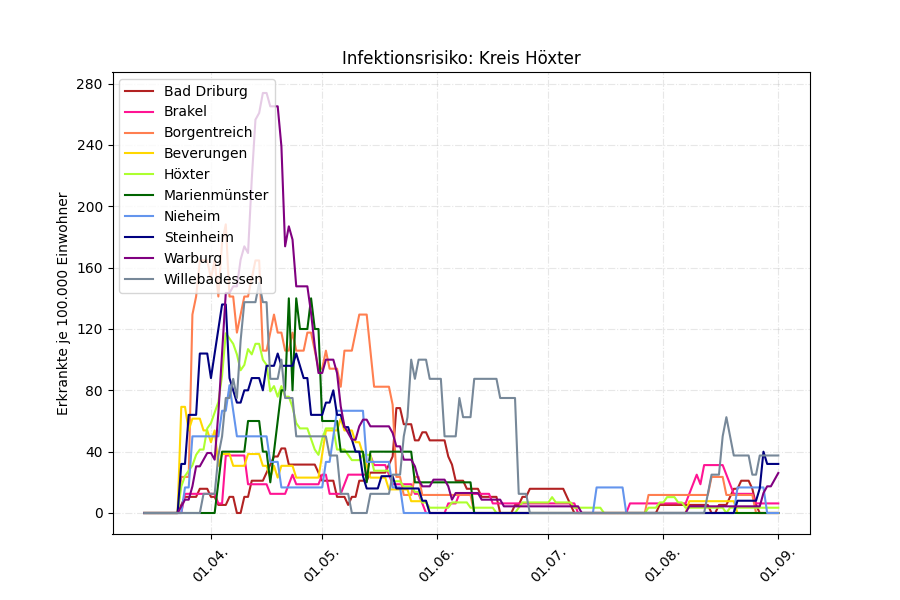 Infektionsrisiko: Kreis Höxter
Erkrankte je 100.000 Einwohner
280
240
200
160
120
80
40
0
Bad Driburg
Brakel
Borgentreich
Beverungen
Höxter
Marienmünster
Nieheim
Steinheim
Warburg
Willebadessen
01.04.
01.05.
01.06.
01.07.
01.08.
01.09.